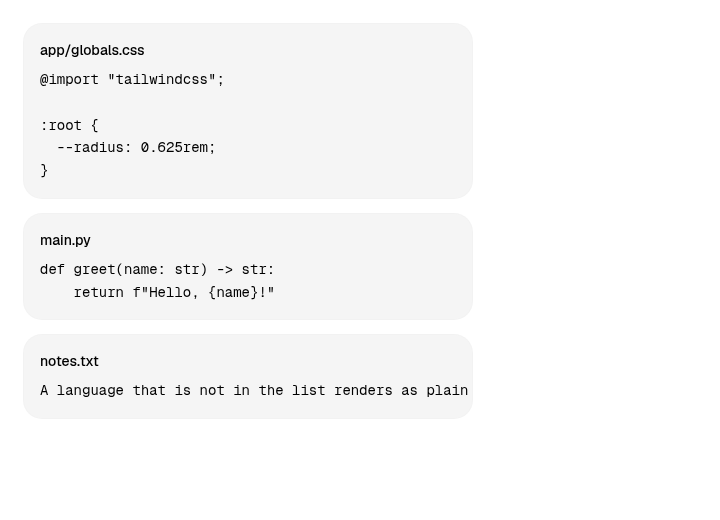 app/globals.css
@import "tailwindcss";

:root {
  --radius: 0.625rem;
}
main.py
def greet(name: str) -> str:
    return f"Hello, {name}!"
notes.txt
A language that is not in the list renders as plain